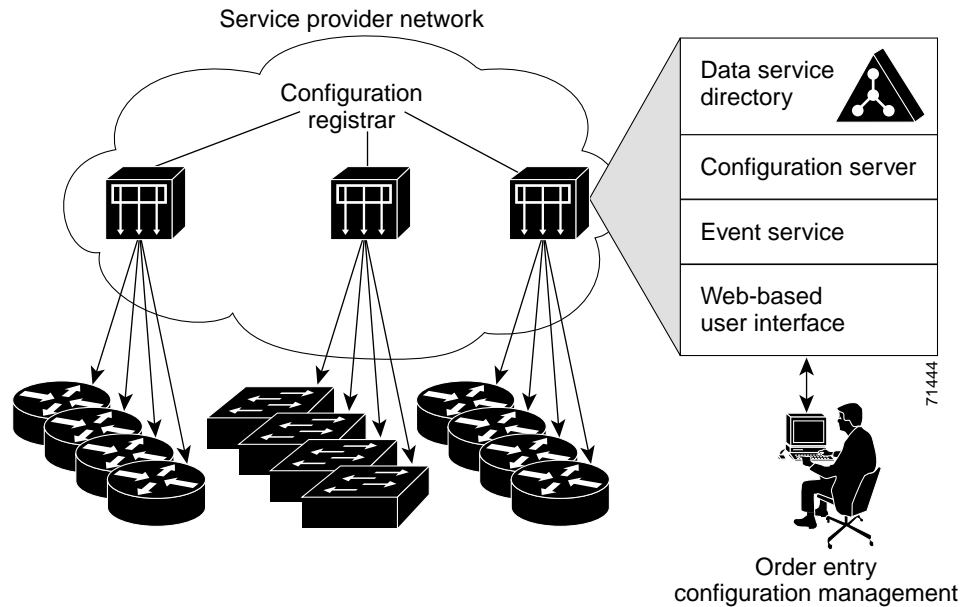 Service provider network
Configuration
registrar
Data service
directory
Configuration server
Event service
Web-based
user interface
71444
Order entry
configuration management